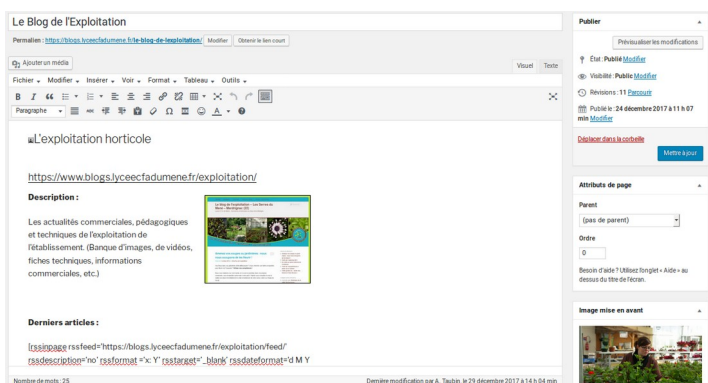 Le Blog de l'Exploitation
Permalien : https://blogs.lyceecfadumene.fr/le-blog-de-lexploitation/ Modifier Obtenir le lien court
Ajouter un média
Visuel Texte
Fichier Modifier Insérer Voir Format Tableau Outils
Paragraphe
L'exploitation horticole
https://www.blogs.lyceecfadumene.fr/exploitation/
Description :
Les actualités commerciales, pédagogiques
et techniques de l'exploitation de
l'établissement. (Banque d'images, de vidéos,
fiches techniques, informations
commerciales, etc.)
Derniers articles :
[rssinpage rssfeed='https://blogs.lyceecfadumene.fr/exploitation/feed/'
rssdescription='no' rssformat ='x: Y' rsstarget='_blank' rssdateformat='d M Y
Nombre de mots : 25
Dernière modification par A. Taubin, le 29 décembre 2017 à 14 h 04 min
Publier
Prévisualiser les modifications
État : Publié Modifier
Visibilité : Public Modifier
Révisions : 11 Parcourir
Publié le : 24 décembre 2017 à 11 h 07
min Modifier
Déplacer dans la corbeille
Mettre à jour
Attributs de page
Parent
(pas de parent)
Ordre
0
Besoin d'aide ? Utilisez l'onglet « Aide » au
dessus du titre de l'écran.
Image mise en avant